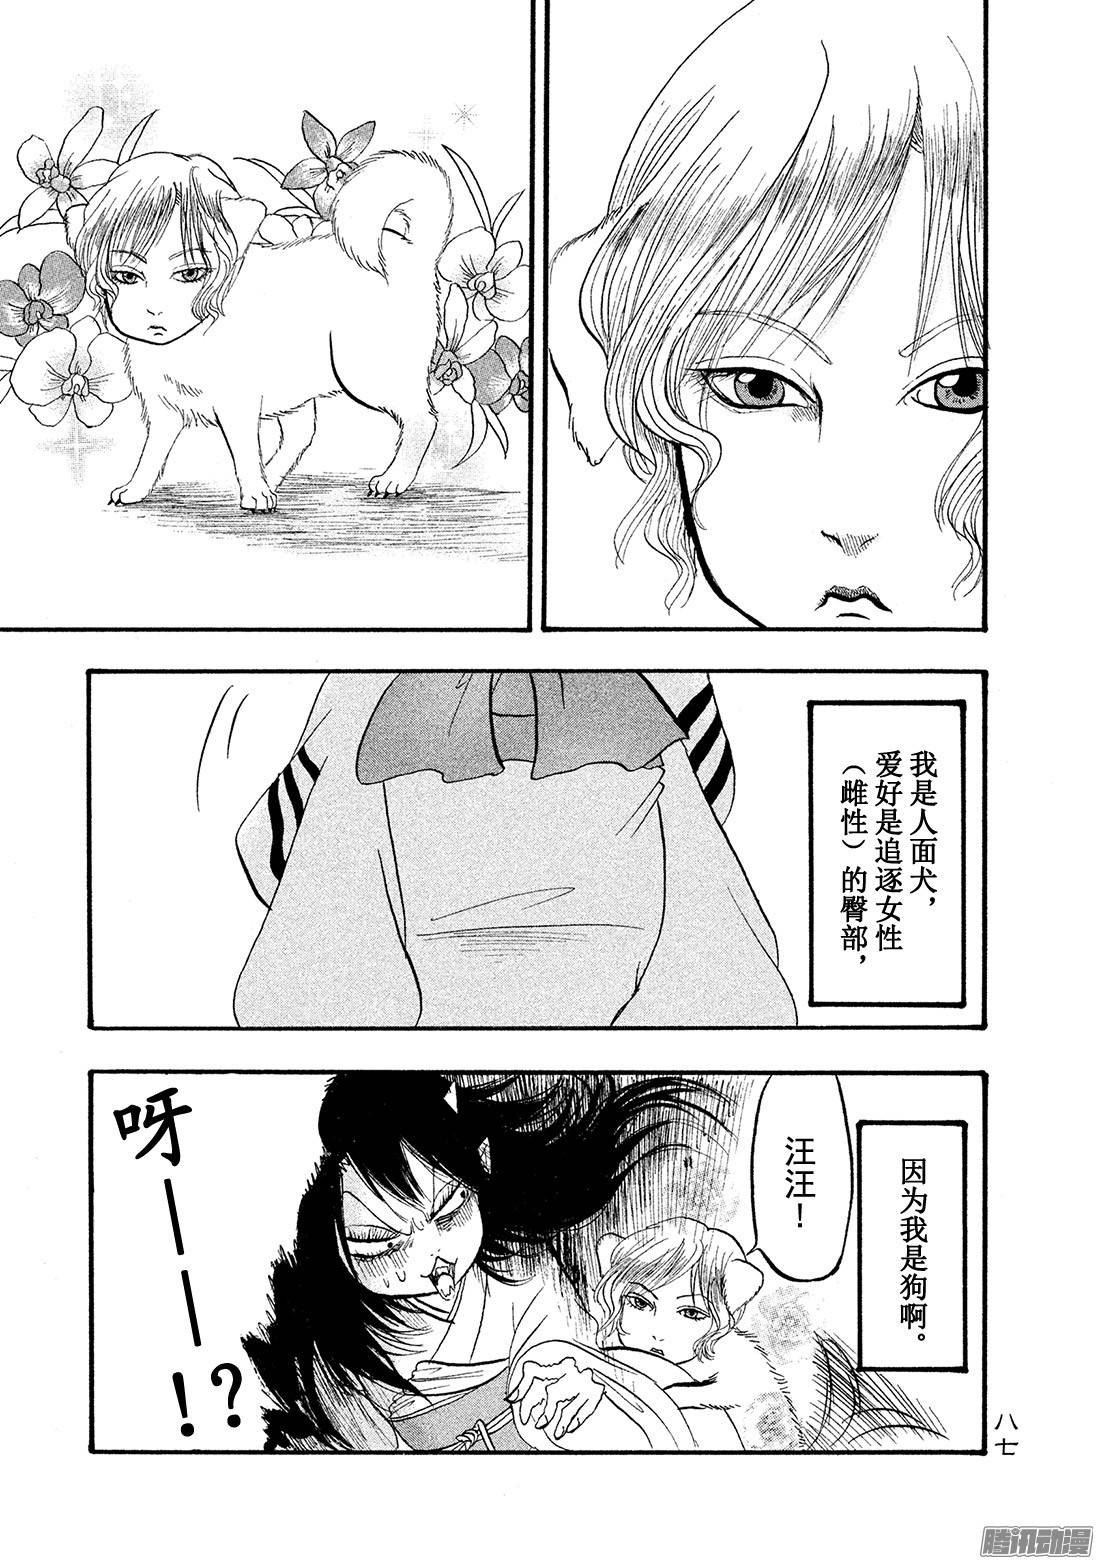 我是人面犬，
爱好是追逐女性
（雌性）的臀部，
因为我是狗啊。
汪汪！
呀———！？
八七
腾讯动漫